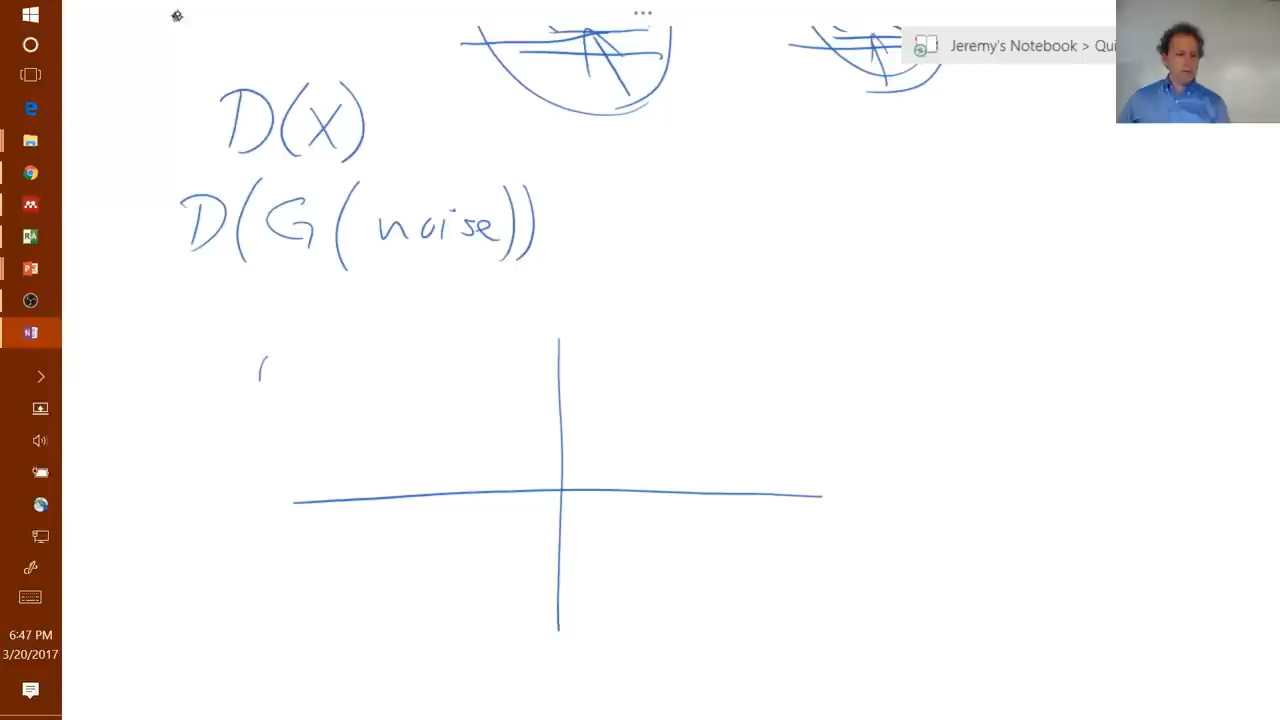 Jeremy's Notebook > Qui
D(X)
D(G(noise))
6:47 PM
3/20/2017